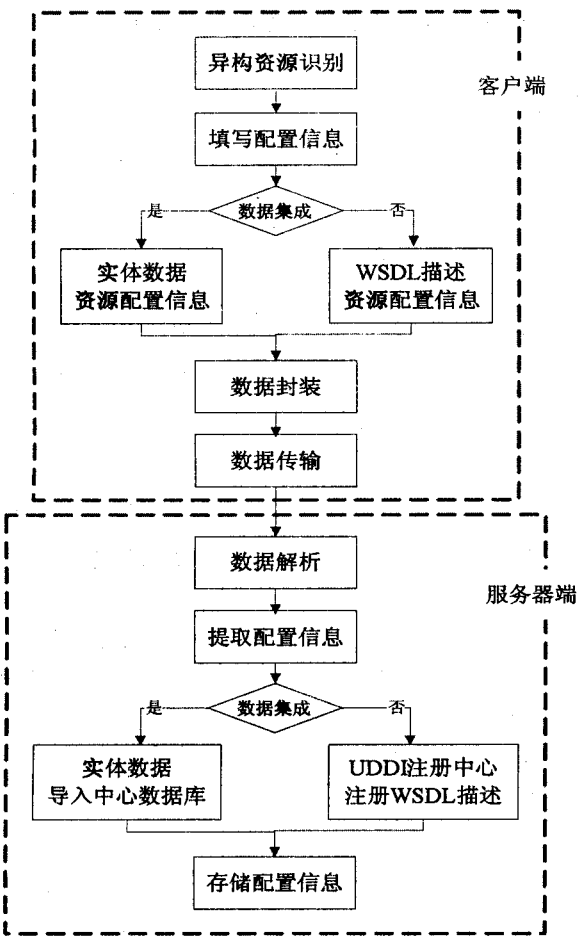 异构资源识别
客户端
填写配置信息
是
数据集成
否
实体数据
资源配置信息
WSDL描述
资源配置信息
数据封装
数据传输
数据解析
服务器端
提取配置信息
是
数据集成
否
实体数据
导入中心数据库
UDDI注册中心
注册WSDL描述
存储配置信息